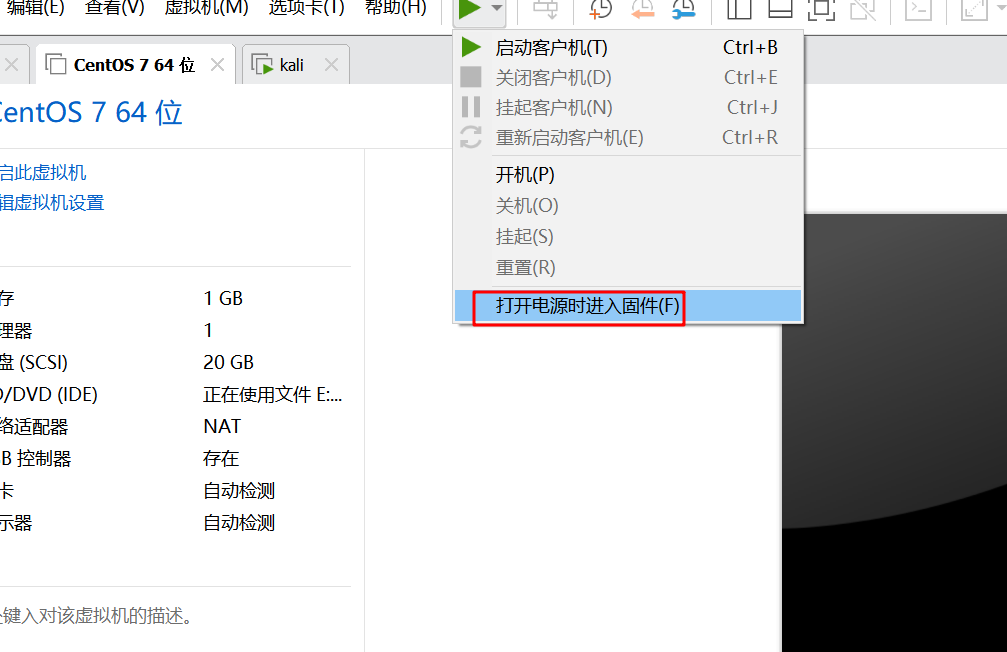 编辑(E) 查看(V) 虚拟机(M) 选项卡(T) 帮助(H)
CentOS 7 64 位 kali
entOS 7 64 位
启此虚拟机
辑虚拟机设置
存 1 GB
理器 1
盘 (SCSI) 20 GB
/DVD (IDE) 正在使用文件 E:...
络适配器 NAT
B 控制器 存在
卡 自动检测
示器 自动检测
键入对该虚拟机的描述。
启动客户机(T) Ctrl+B
关闭客户机(D) Ctrl+E
挂起客户机(N) Ctrl+J
重新启动客户机(E) Ctrl+R
开机(P)
关机(O)
挂起(S)
重置(R)
打开电源时进入固件(F)